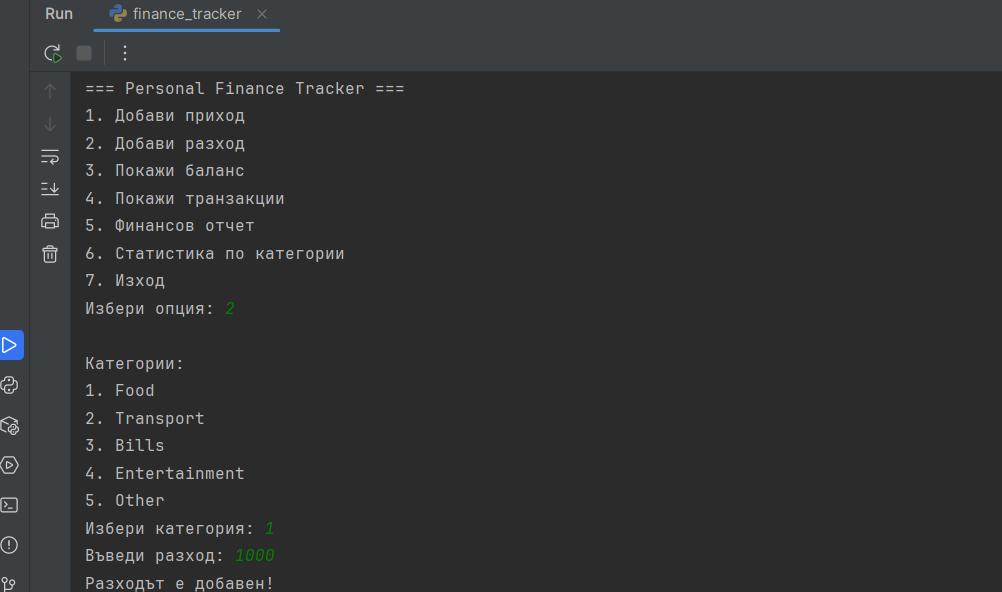 Run finance_tracker
=== Personal Finance Tracker ===
1. Добави приход
2. Добави разход
3. Покажи баланс
4. Покажи транзакции
5. Финансов отчет
6. Статистика по категории
7. Изход
Избери опция: 2
Категории:
1. Food
2. Transport
3. Bills
4. Entertainment
5. Other
Избери категория: 1
Въведи разход: 1000
Разходът е добавен!